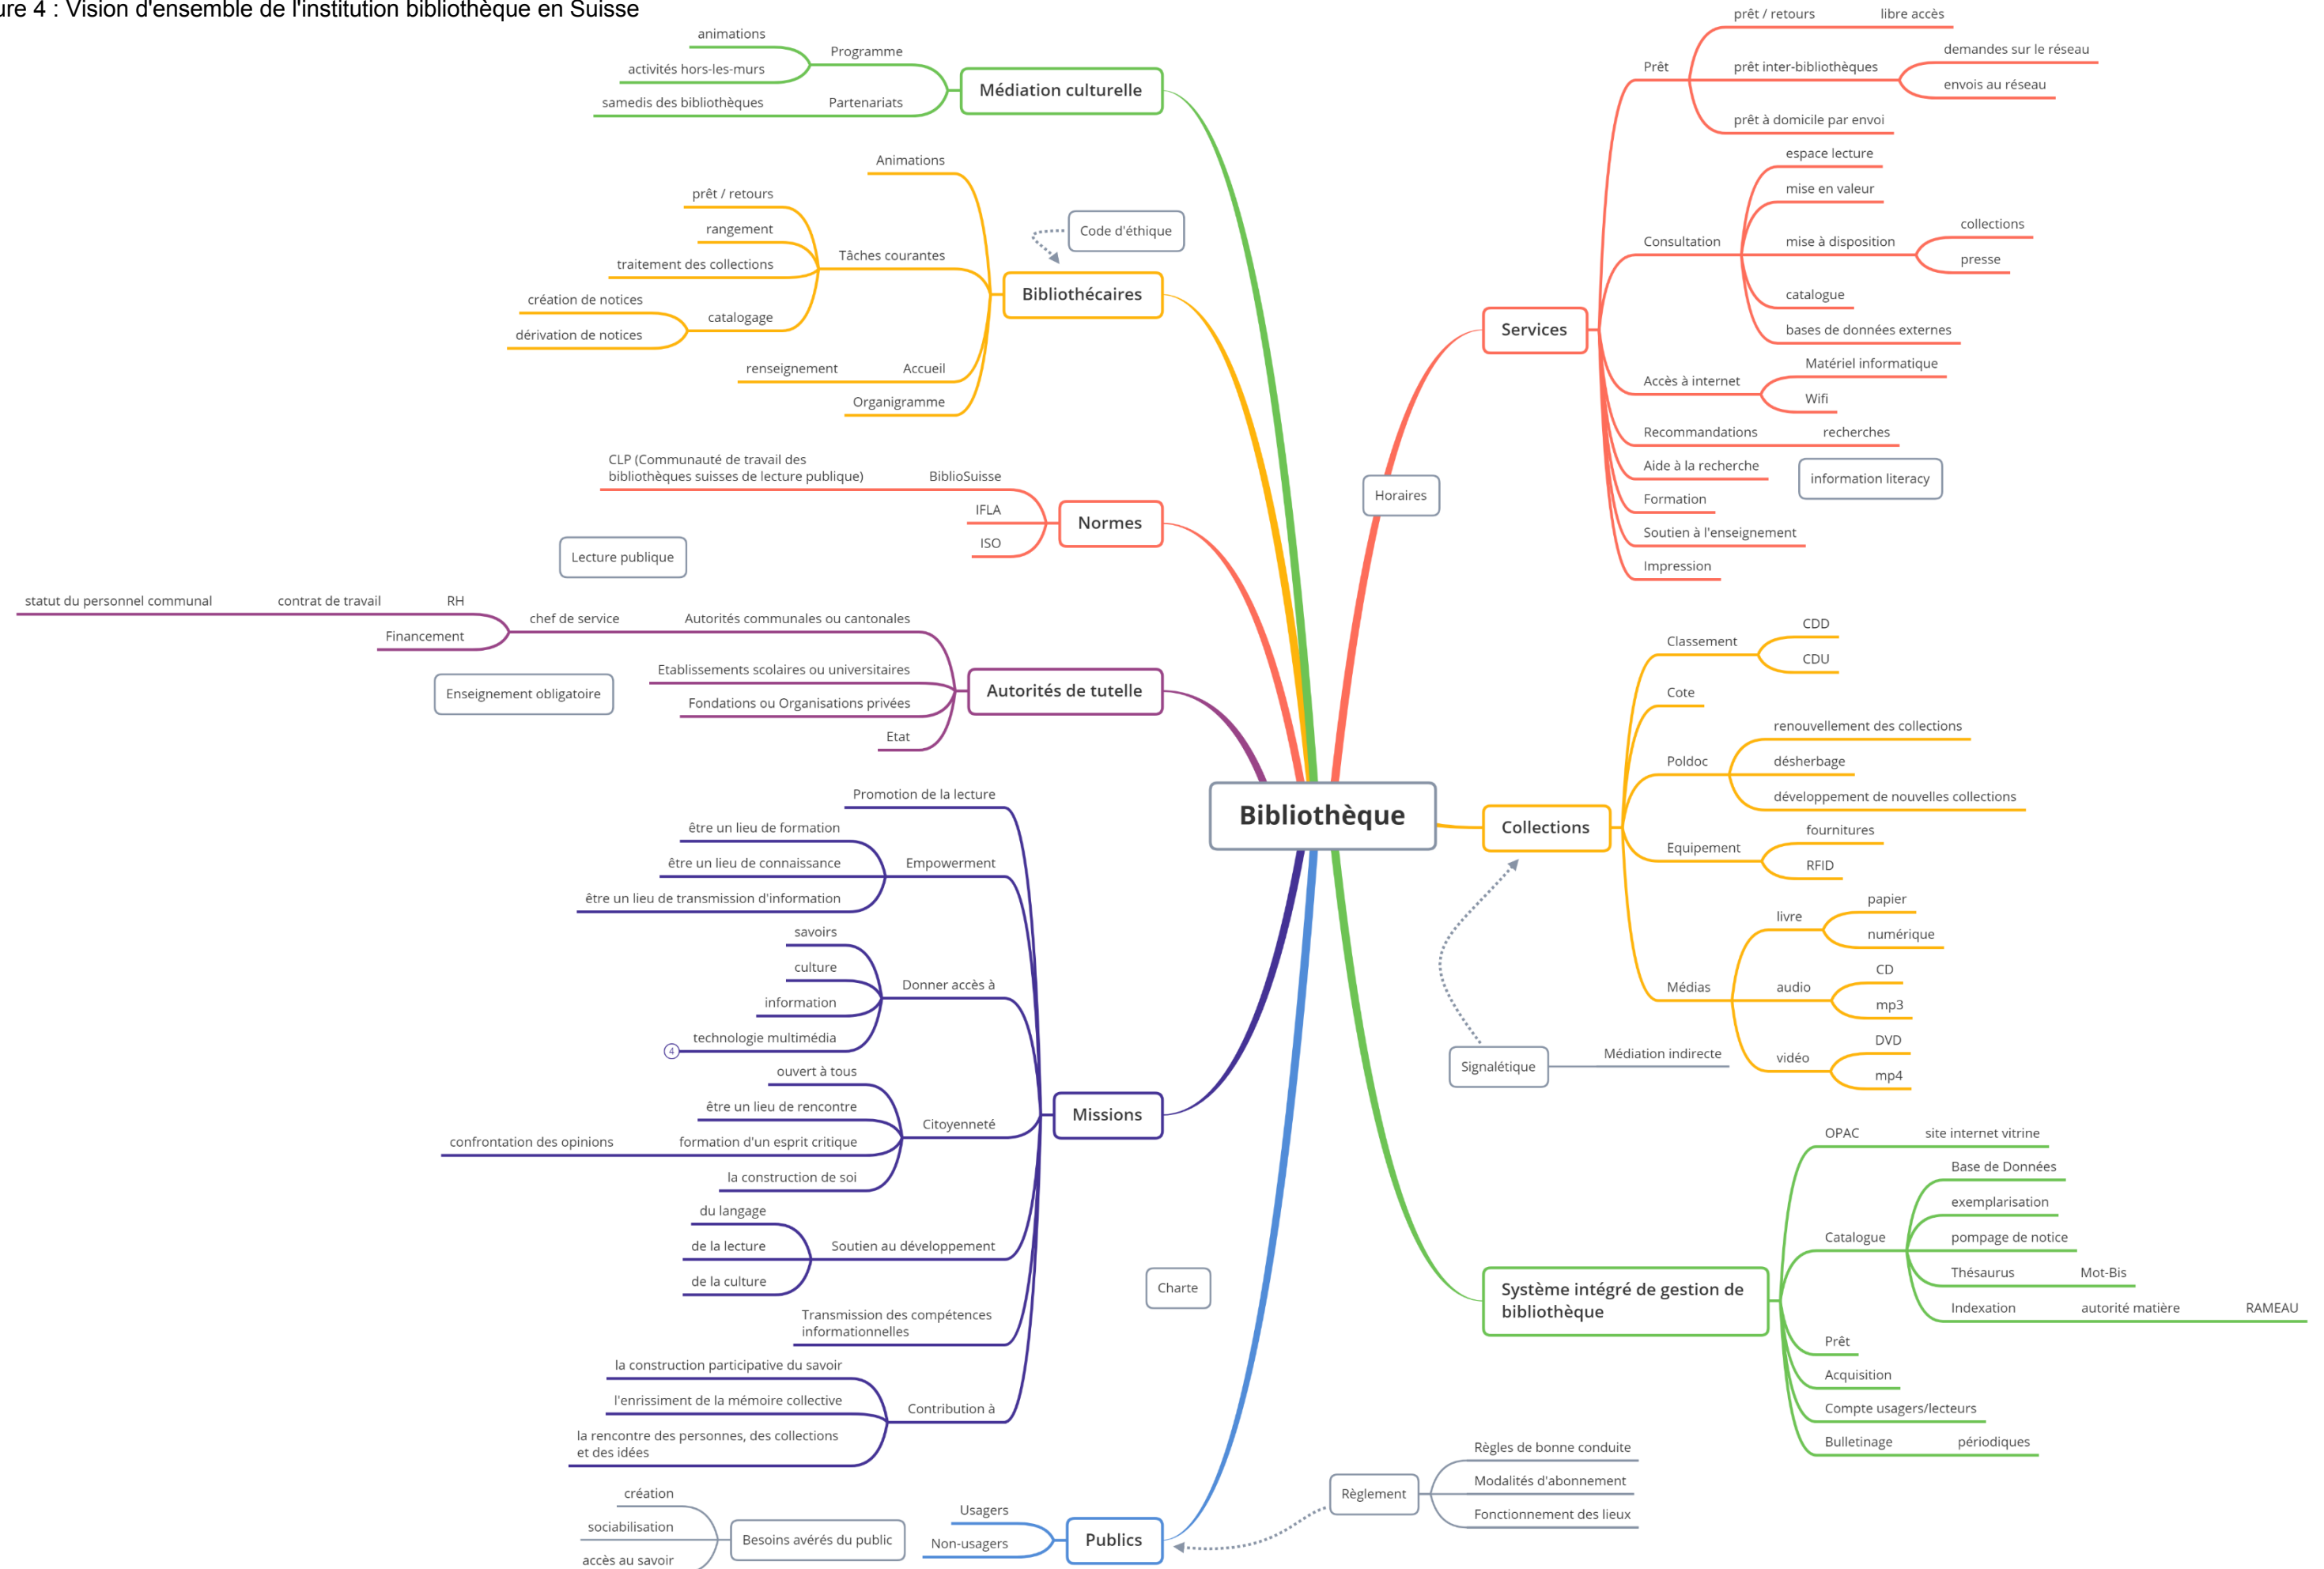 ure 4 : Vision d'ensemble de l'institution bibliothèque en Suisse
animations
activités hors-les-murs
Programme
samedis des bibliothèques
Partenariats
Médiation culturelle
Animations
prêt / retours
rangement
traitement des collections
création de notices
dérivation de notices
catalogage
Tâches courantes
renseignement
Accueil
Organigramme
Code d'éthique
Bibliothécaires
CLP (Communauté de travail des
bibliothèques suisses de lecture publique)
BiblioSuisse
IFLA
ISO
Normes
Lecture publique
statut du personnel communal
contrat de travail
RH
Financement
chef de service
Autorités communales ou cantonales
Etablissements scolaires ou universitaires
Fondations ou Organisations privées
Etat
Enseignement obligatoire
Autorités de tutelle
Promotion de la lecture
être un lieu de formation
être un lieu de connaissance
être un lieu de transmission d'information
Empowerment
savoirs
culture
information
technologie multimédia
4
Donner accès à
ouvert à tous
être un lieu de rencontre
confrontation des opinions
formation d'un esprit critique
la construction de soi
Citoyenneté
Missions
du langage
de la lecture
de la culture
Soutien au développement
Transmission des compétences
informationnelles
la construction participative du savoir
l'enrissiment de la mémoire collective
la rencontre des personnes, des collections
et des idées
Contribution à
Charte
création
sociabilisation
accès au savoir
Besoins avérés du public
Usagers
Non-usagers
Publics
Règlement
Règles de bonne conduite
Modalités d'abonnement
Fonctionnement des lieux
Bibliothèque
Horaires
Services
Prêt
prêt / retours
libre accès
prêt inter-bibliothèques
demandes sur le réseau
envois au réseau
prêt à domicile par envoi
Consultation
espace lecture
mise en valeur
mise à disposition
collections
presse
catalogue
bases de données externes
Accès à internet
Matériel informatique
Wifi
Recommandations
recherches
Aide à la recherche
information literacy
Formation
Soutien à l'enseignement
Impression
Collections
Classement
CDD
CDU
Cote
Poldoc
renouvellement des collections
désherbage
développement de nouvelles collections
Equipement
fournitures
RFID
Médias
livre
papier
numérique
audio
CD
mp3
vidéo
DVD
mp4
Signalétique
Médiation indirecte
Système intégré de gestion de
bibliothèque
OPAC
site internet vitrine
Catalogue
Base de Données
exemplarisation
pompage de notice
Thésaurus
Mot-Bis
Indexation
autorité matière
RAMEAU
Prêt
Acquisition
Compte usagers/lecteurs
Bulletinage
périodiques